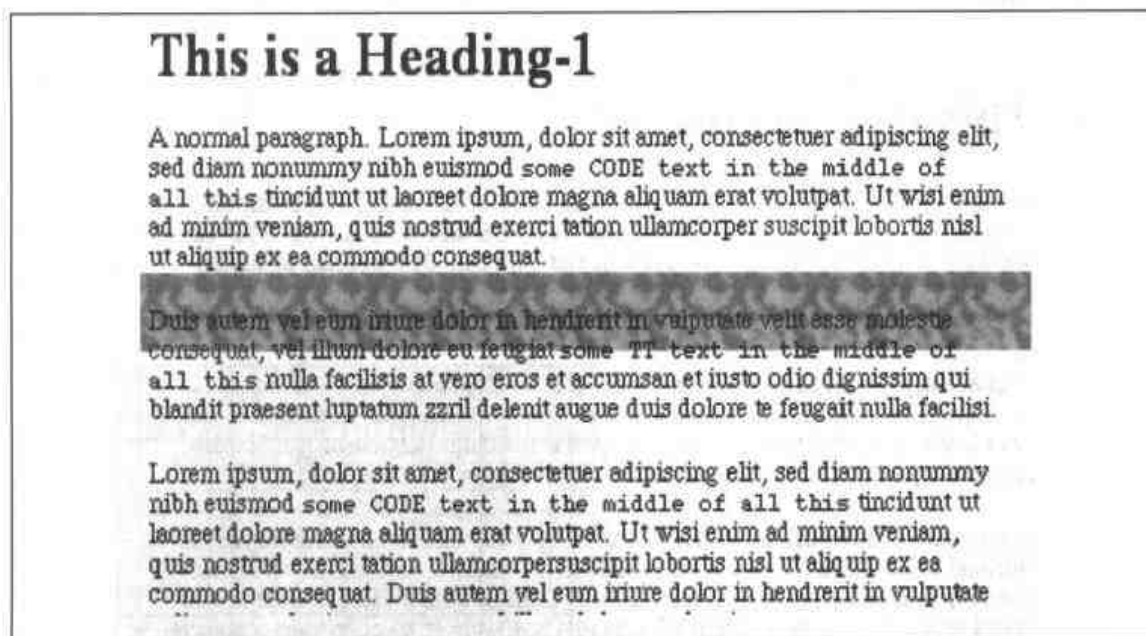 This is a Heading-1
A normal paragraph. Lorem ipsum, dolor sit amet, consectetuer adipiscing elit,
sed diam nonummy nibh euismod some CODE text in the middle of
all this tincidunt ut laoreet dolore magna aliquam erat volutpat. Ut wisi enim
ad minim veniam, quis nostrud exerci tation ullamcorper suscipit lobortis nisl
ut aliquip ex ea commodo consequat.
Duis autem vel eum iriure dolor in hendrerit in vulputate velit esse molestie
consequat, vel illum dolore eu feugiat some TT text in the middle of
all this nulla facilisis at vero eros et accumsan et iusto odio dignissim qui
blandit praesent luptatum zzril delenit augue duis dolore te feugait nulla facilisi.
Lorem ipsum, dolor sit amet, consectetuer adipiscing elit, sed diam nonummy
nibh euismod some CODE text in the middle of all this tincidunt ut
laoreet dolore magna aliquam erat volutpat. Ut wisi enim ad minim veniam,
quis nostrud exerci tation ullamcorpersuscipit lobortis nisl ut aliquip ex ea
commodo consequat. Duis autem vel eum iriure dolor in hendrerit in vulputate